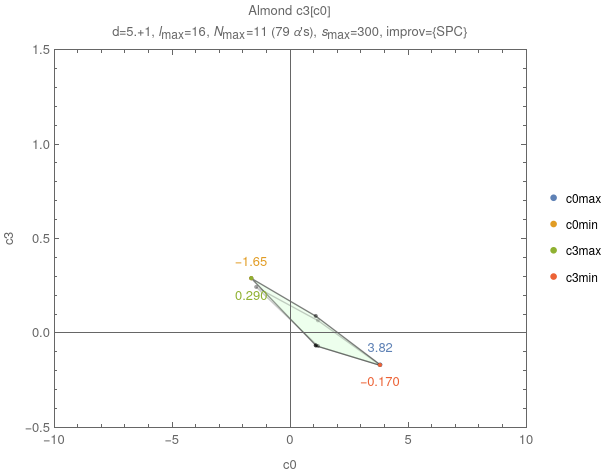 Almond c3[c0]
d=5.+1, lmax=16, Nmax=11 (79 α's), smax=300, improv={SPC}
1.5
1.0
0.5
0.0
−0.5
c3
−1.65
0.290
3.82
−0.170
−10
−5
0
5
10
c0
c0max
c0min
c3max
c3min